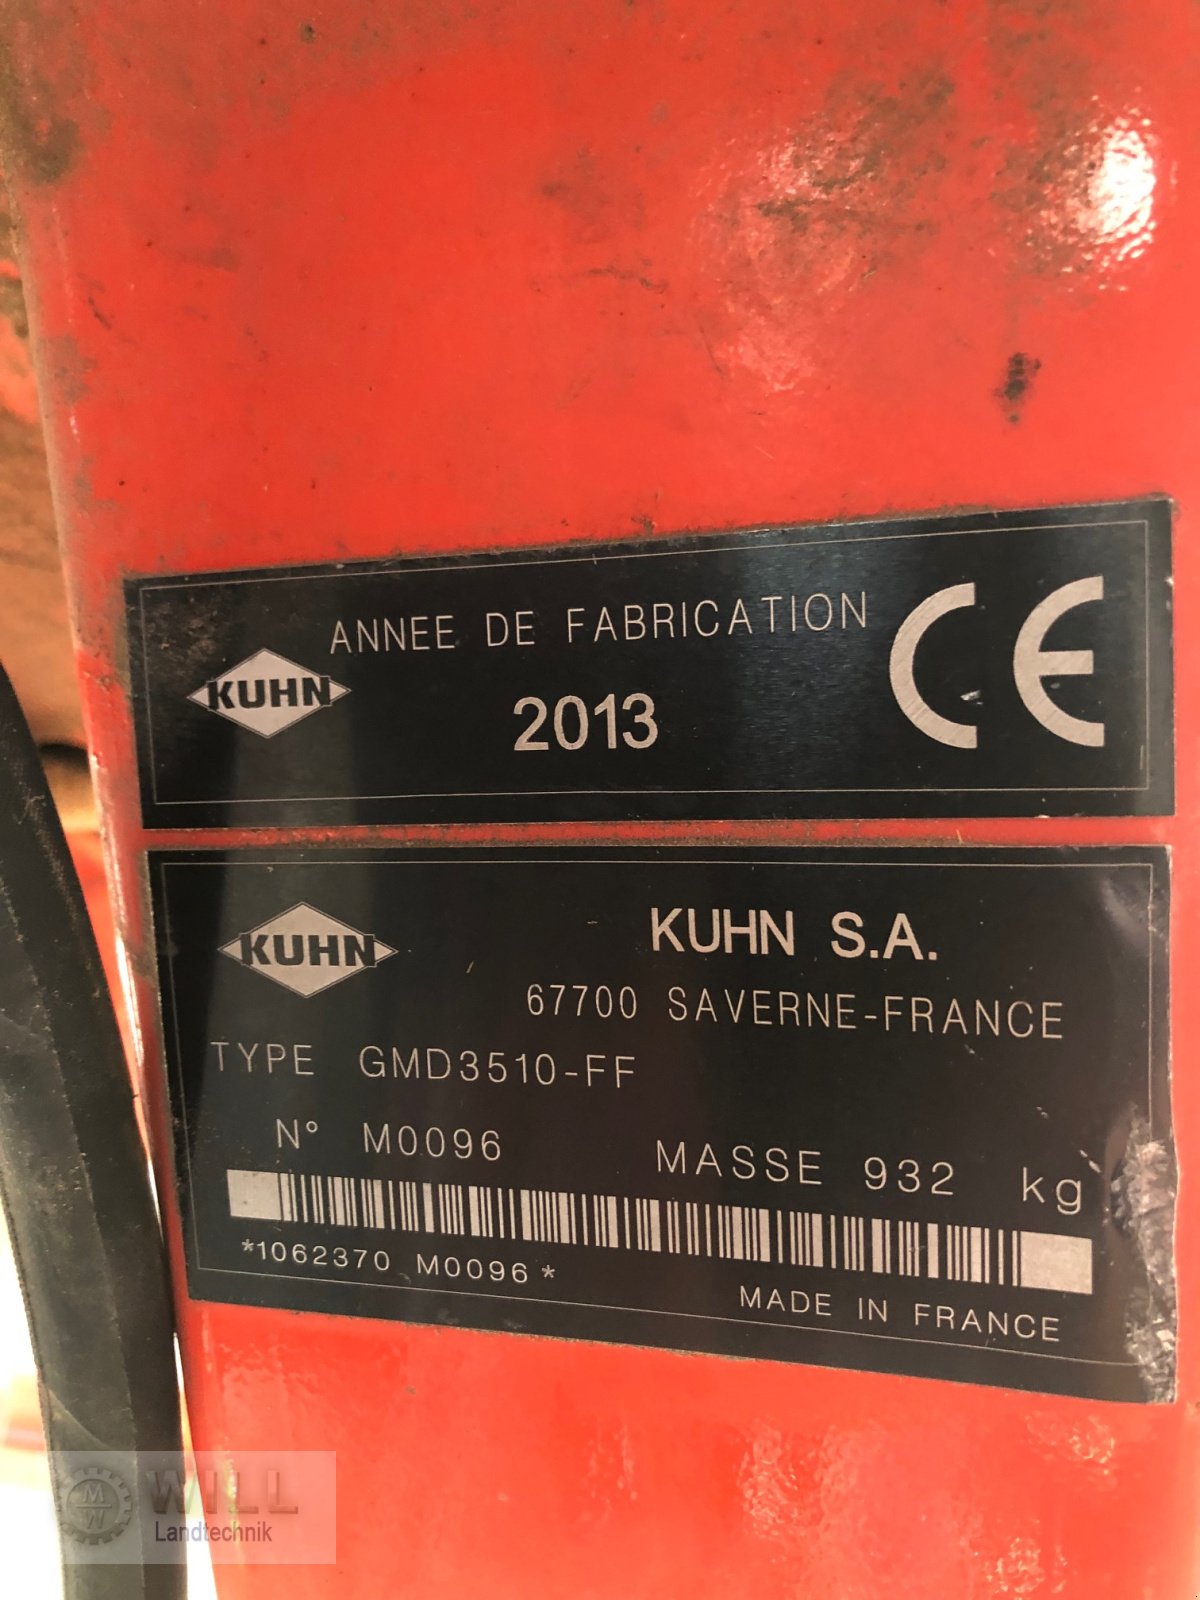 ANNEE DE FABRICATION
KUHN
2013
CE
KUHN
KUHN S.A.
67700 SAVERNE-FRANCE
TYPE GMD3510-FF
N° M0096 MASSE 932 kg
*1062370 M0096*
MADE IN FRANCE
MW WILL
Landtechnik